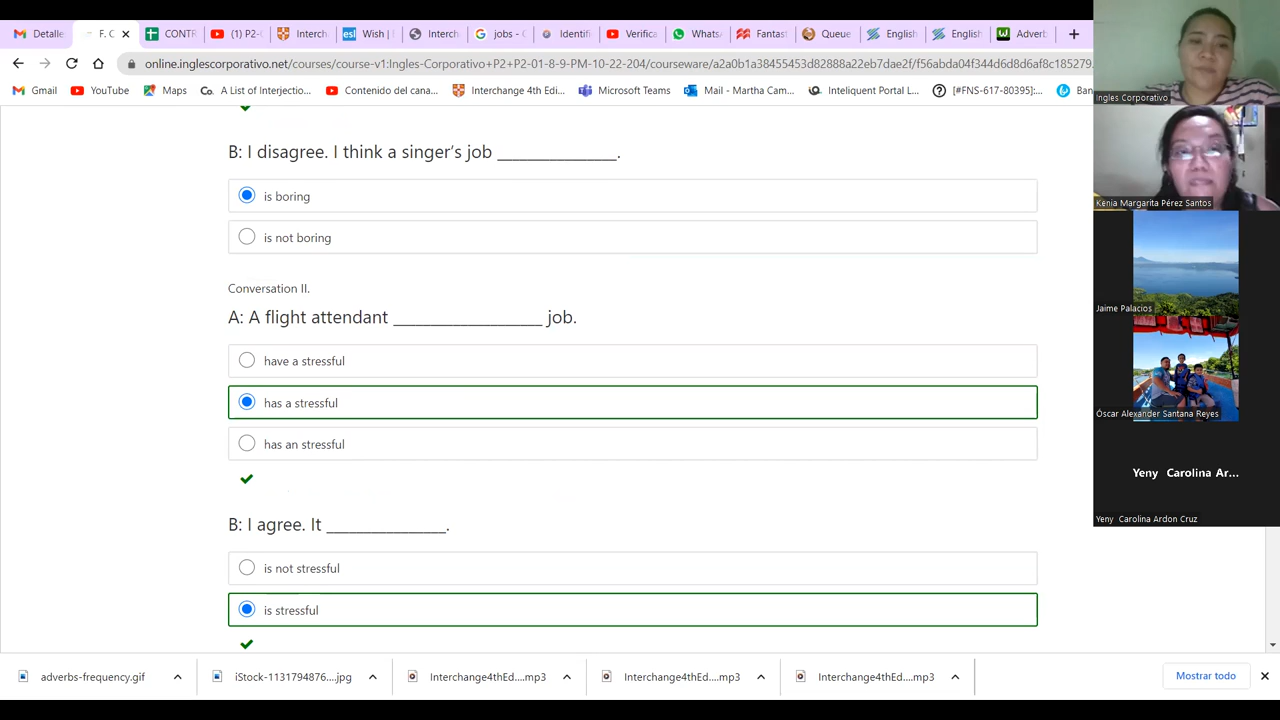 Detalle
F. C
CONTR
(1) P2-
Interch
esl Wish |
Interch
jobs - C
Identifi
Verifica
Whats
Fantast
Queue
English
English
Adverb
online.inglescorporativo.net/courses/course-v1:Ingles-Corporativo+P2+P2-01-8-9-PM-10-22-204/courseware/a2a0b1a38455453d82888a22eb7dae2f/f56abda04f344d6d8d6af8c185279
Gmail
YouTube
Maps
Co. A List of Interjectio...
Contenido del cana...
Interchange 4th Edi...
Microsoft Teams
Mail - Martha Cam...
Inteliquent Portal L...
[#FNS-617-80395]:...
Ban
B: I disagree. I think a singer's job ________________.
is boring
is not boring
Conversation II.
A: A flight attendant ____________________ job.
have a stressful
has a stressful
has an stressful
B: I agree. It ________________.
is not stressful
is stressful
Ingles Corporativo
Kenia Margarita Pérez Santos
Jaime Palacios
Óscar Alexander Santana Reyes
Yeny Carolina Ar...
Yeny Carolina Ardon Cruz
adverbs-frequency.gif
iStock-1131794876....jpg
Interchange4thEd....mp3
Interchange4thEd....mp3
Interchange4thEd....mp3
Mostrar todo